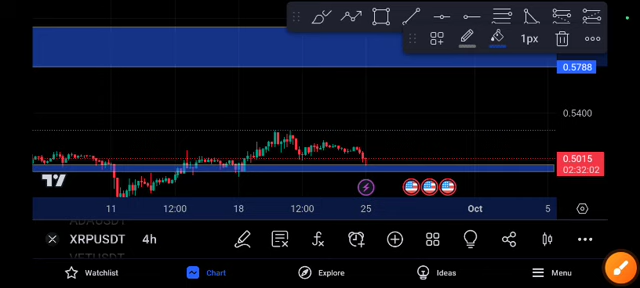 1px
0.5788
0.5400
0.5015
02:32:02
11
12:00
18
12:00
25
Oct
5
ADAUSDT
XRPUSDT
4h
Watchlist
Chart
Explore
Ideas
Menu